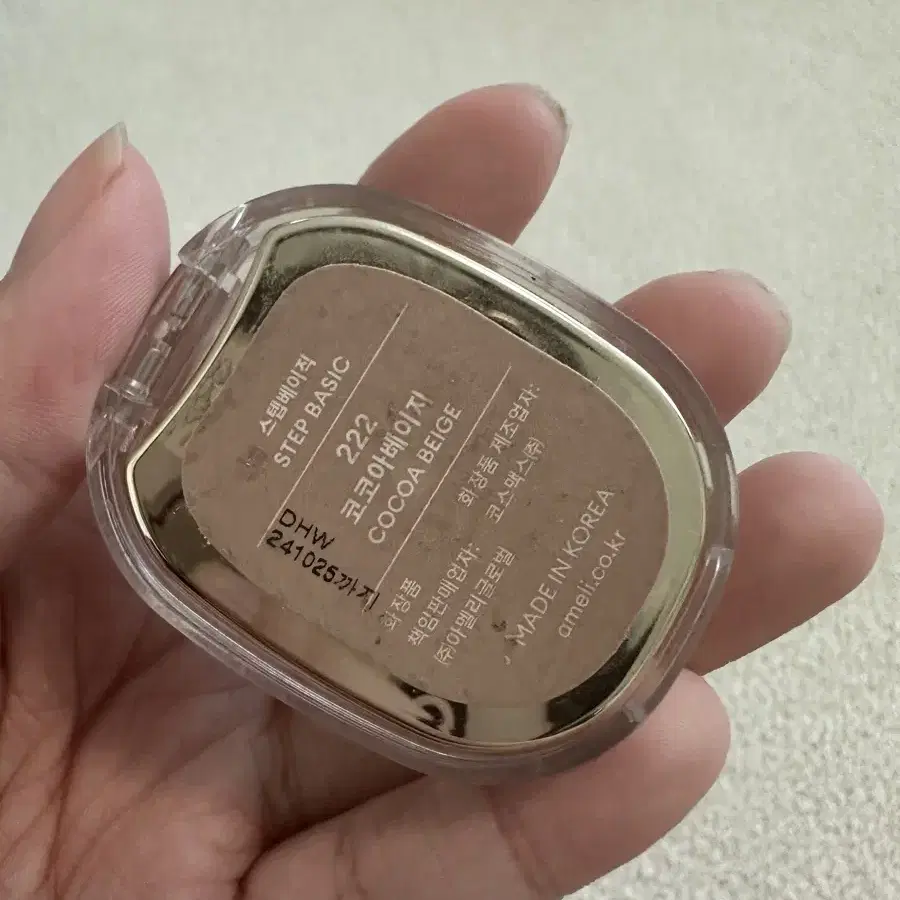 스텝베이직
STEP BASIC
222
코코아베이지
COCOA BEIGE
DHW
241025까지
화장품
책임판매업자:
(주)아멜리글로벌
화장품 제조업자:
코스맥스(주)
MADE IN KOREA
ameli.co.kr